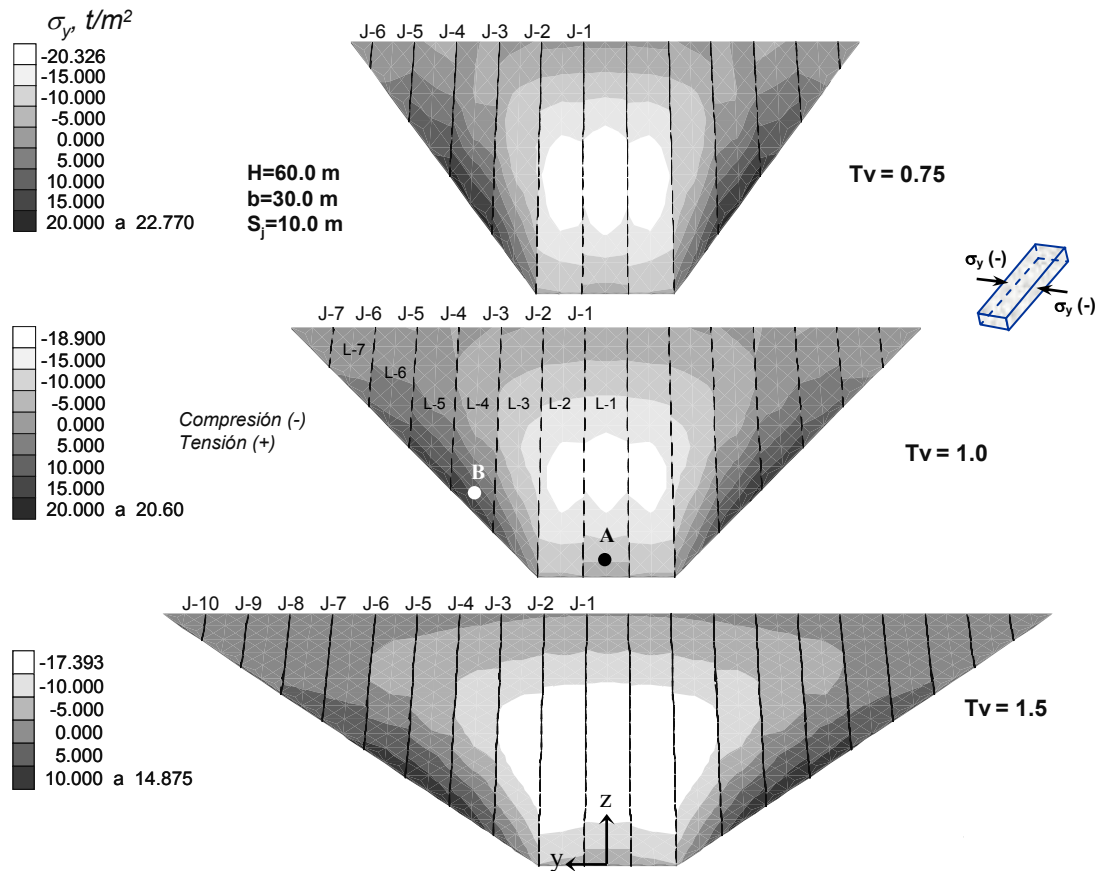 σy, t/m²
-20.326
-15.000
-10.000
-5.000
0.000
5.000
10.000
15.000
20.000 a 22.770
J-6 J-5 J-4 J-3 J-2 J-1
H=60.0 m
b=30.0 m
Sj=10.0 m
Tv = 0.75
σy (-)
σy (-)
-18.900
-15.000
-10.000
-5.000
0.000
5.000
10.000
15.000
20.000 a 20.60
J-7 J-6 J-5 J-4 J-3 J-2 J-1
L-7
L-6
L-5 L-4 L-3 L-2 L-1
Compresión (-)
Tensión (+)
B
A
Tv = 1.0
J-10 J-9 J-8 J-7 J-6 J-5 J-4 J-3 J-2 J-1
-17.393
-10.000
-5.000
0.000
5.000
10.000 a 14.875
Tv = 1.5
z
y